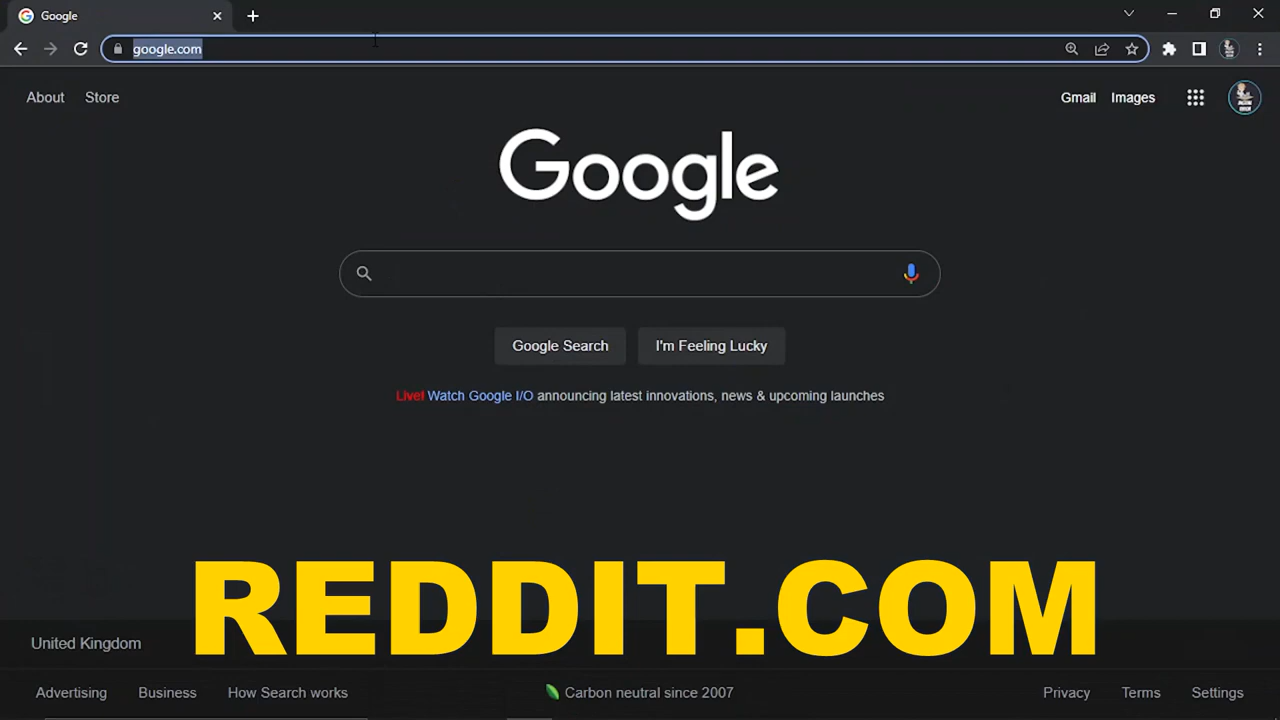 Google
google.com
About
Store
Gmail
Images
Google
Google Search
I'm Feeling Lucky
Live! Watch Google I/O announcing latest innovations, news & upcoming launches
REDDIT.COM
United Kingdom
Advertising
Business
How Search works
Carbon neutral since 2007
Privacy
Terms
Settings